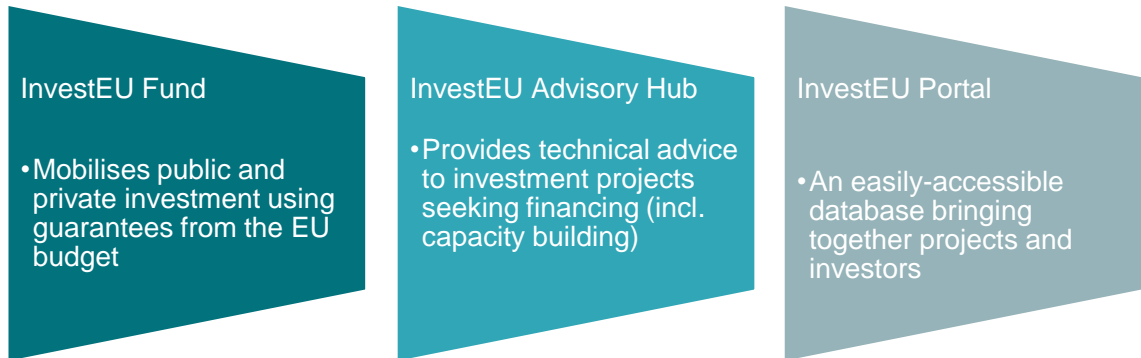 InvestEU Fund
•Mobilises public and
private investment using
guarantees from the EU
budget
InvestEU Advisory Hub
•Provides technical advice
to investment projects
seeking financing (incl.
capacity building)
InvestEU Portal
•An easily-accessible
database bringing
together projects and
investors